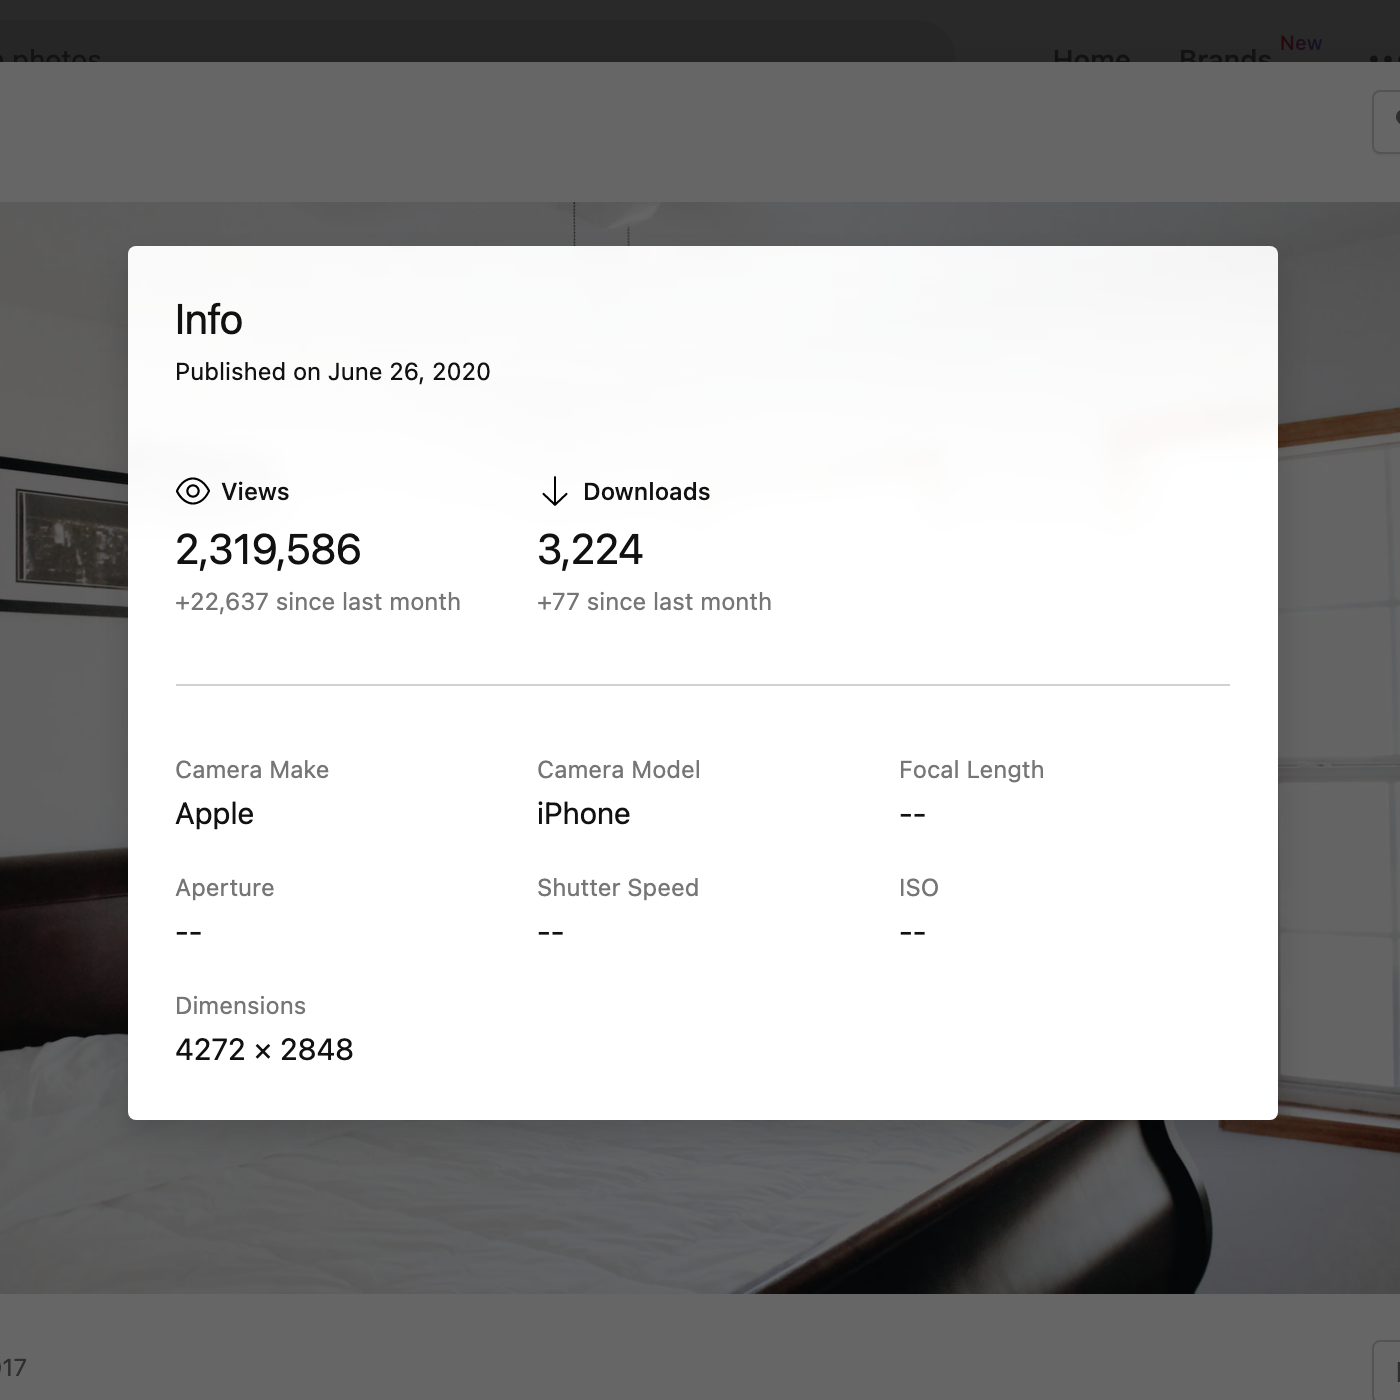 photos
Home Brands New
Info
Published on June 26, 2020
Views
2,319,586
+22,637 since last month
Downloads
3,224
+77 since last month
Camera Make
Apple
Camera Model
iPhone
Focal Length
--
Aperture
--
Shutter Speed
--
ISO
--
Dimensions
4272 × 2848
17